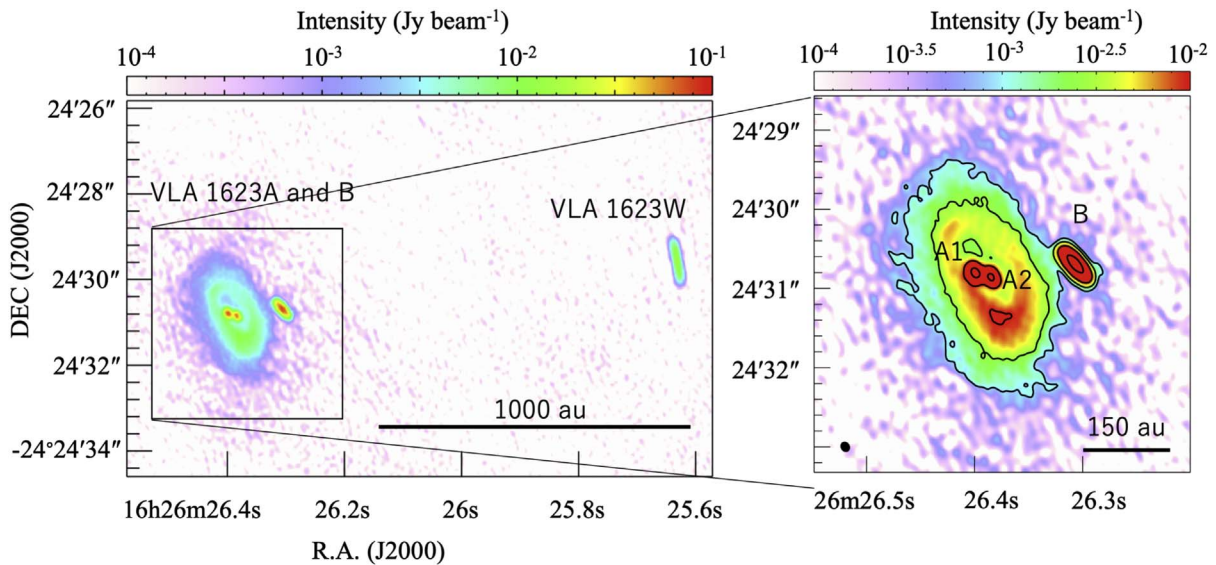 Intensity (Jy beam⁻¹)
10⁻⁴ 10⁻³ 10⁻² 10⁻¹
24′26″
24′28″
24′30″
24′32″
-24°24′34″
DEC (J2000)
VLA 1623A and B
VLA 1623W
1000 au
16h26m26.4s 26.2s 26s 25.8s 25.6s
R.A. (J2000)
Intensity (Jy beam⁻¹)
10⁻⁴ 10⁻³·⁵ 10⁻³ 10⁻²·⁵ 10⁻²
24′29″
24′30″
24′31″
24′32″
B
A1
A2
150 au
26m26.5s 26.4s 26.3s